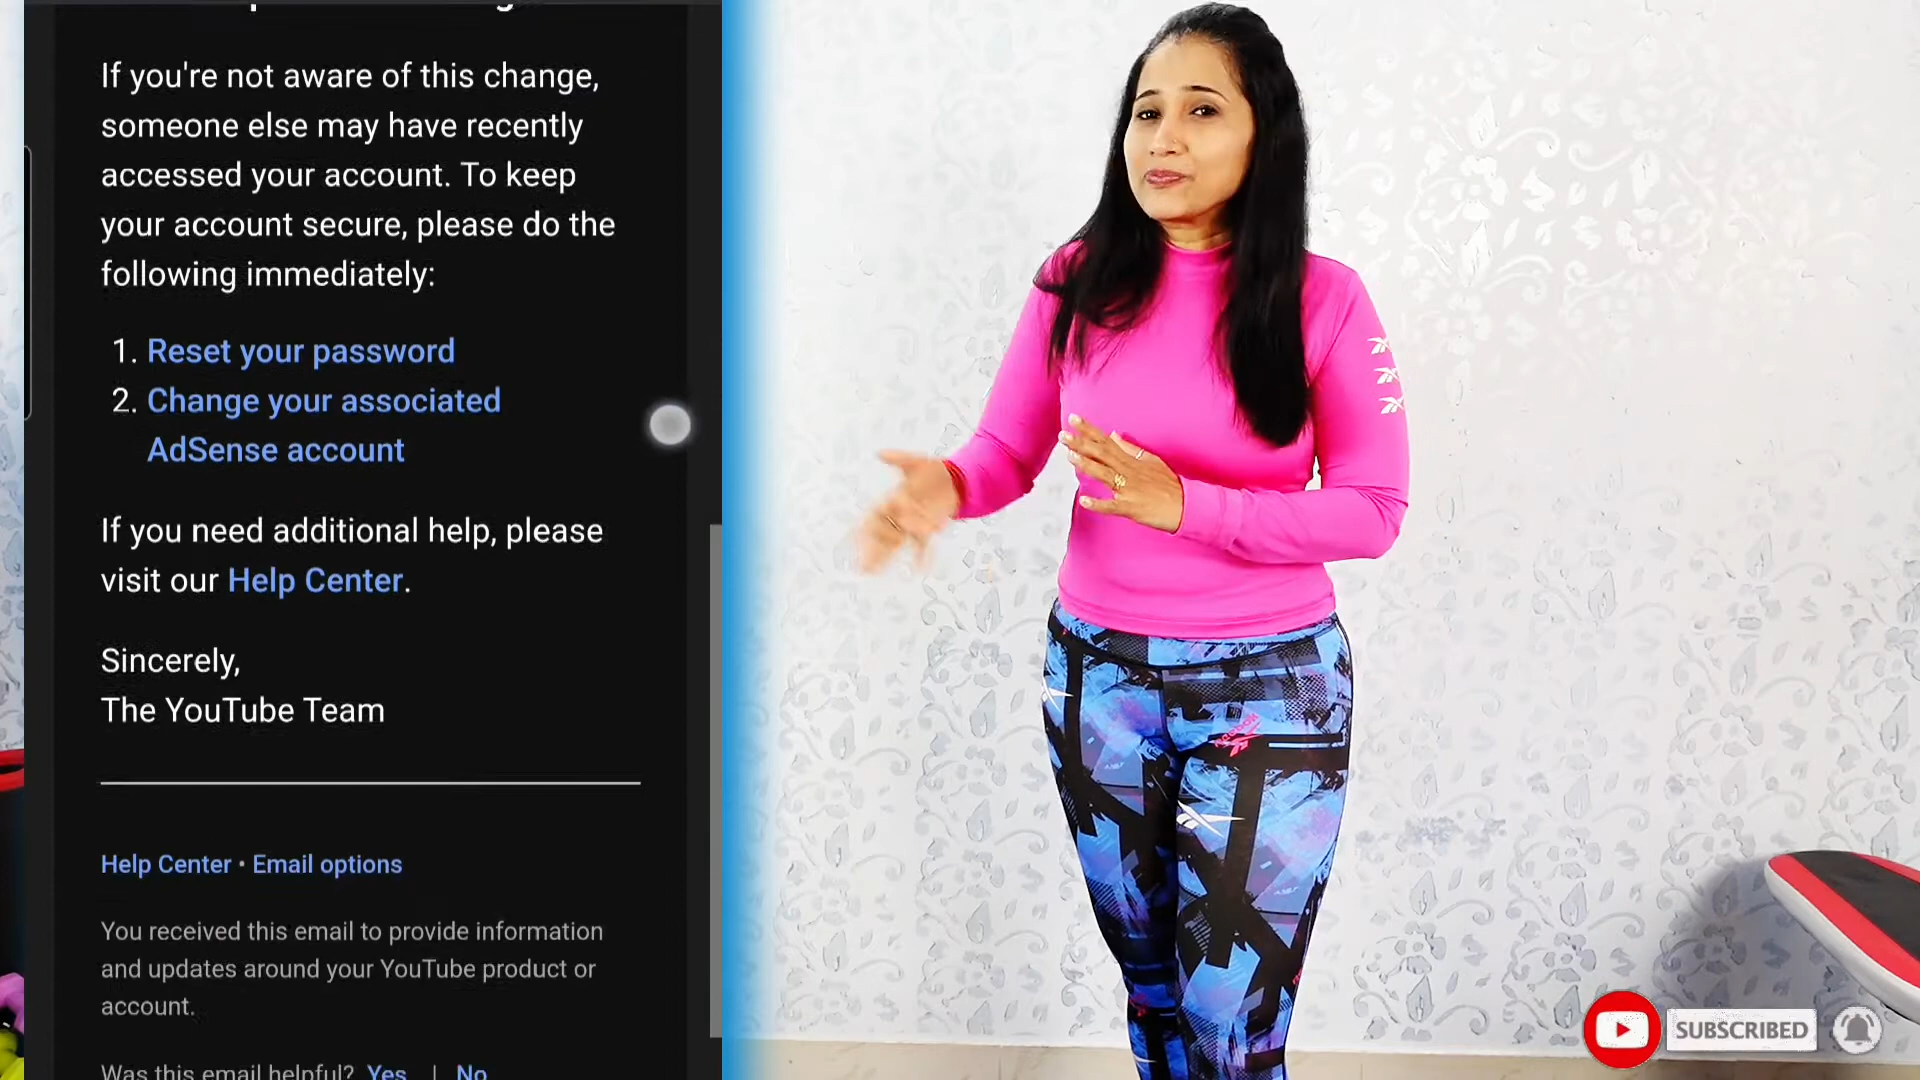 If you're not aware of this change,
someone else may have recently
accessed your account. To keep
your account secure, please do the
following immediately:
1. Reset your password
2. Change your associated
AdSense account
If you need additional help, please
visit our Help Center.
Sincerely,
The YouTube Team
Help Center • Email options
You received this email to provide information
and updates around your YouTube product or
account.
Was this email helpful? Yes | No
SUBSCRIBED